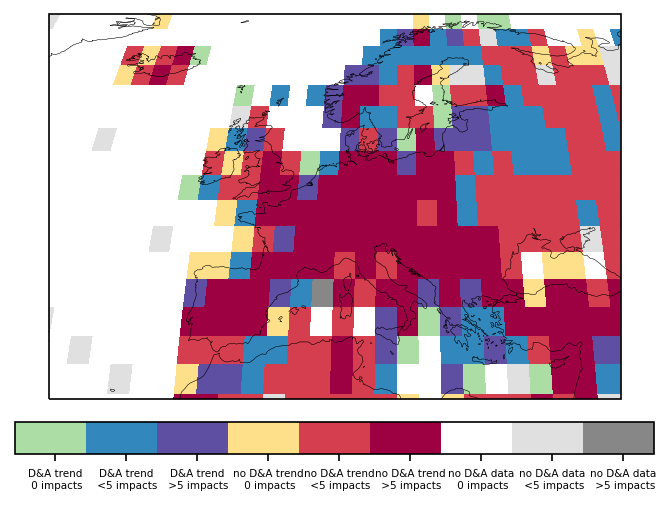 D&A trend D&A trend D&A trend no D&A trend no D&A trend no D&A trend no D&A data no D&A data no D&A data
0 impacts <5 impacts >5 impacts 0 impacts <5 impacts >5 impacts 0 impacts <5 impacts >5 impacts